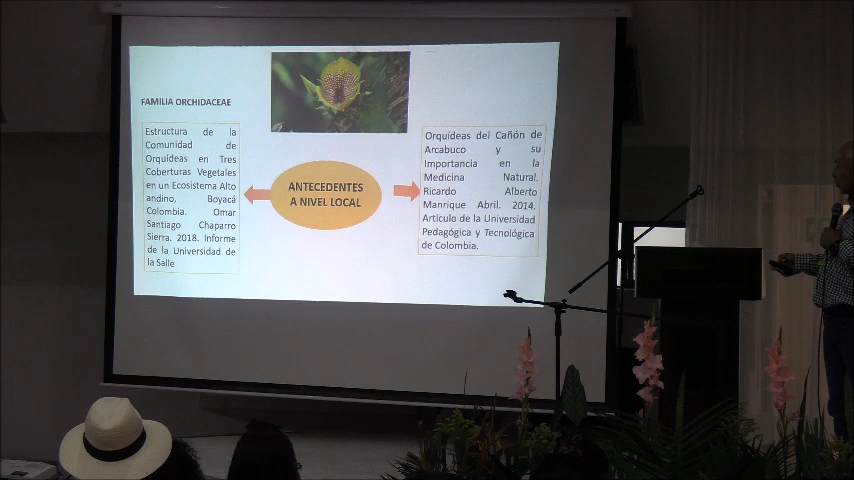 FAMILIA ORCHIDACEAE
Estructura de la
Comunidad de
Orquídeas en Tres
Coberturas Vegetales
en un Ecosistema Alto
andino, Boyacá
Colombia. Omar
Santiago Chaparro
Sierra. 2018. Informe
de la Universidad de
la Salle
ANTECEDENTES
A NIVEL LOCAL
Orquídeas del Cañón de
Arcabuco y su
Importancia en la
Medicina Natural.
Ricardo Alberto
Manrique Abril. 2014.
Artículo de la Universidad
Pedagógica y Tecnológica
de Colombia.